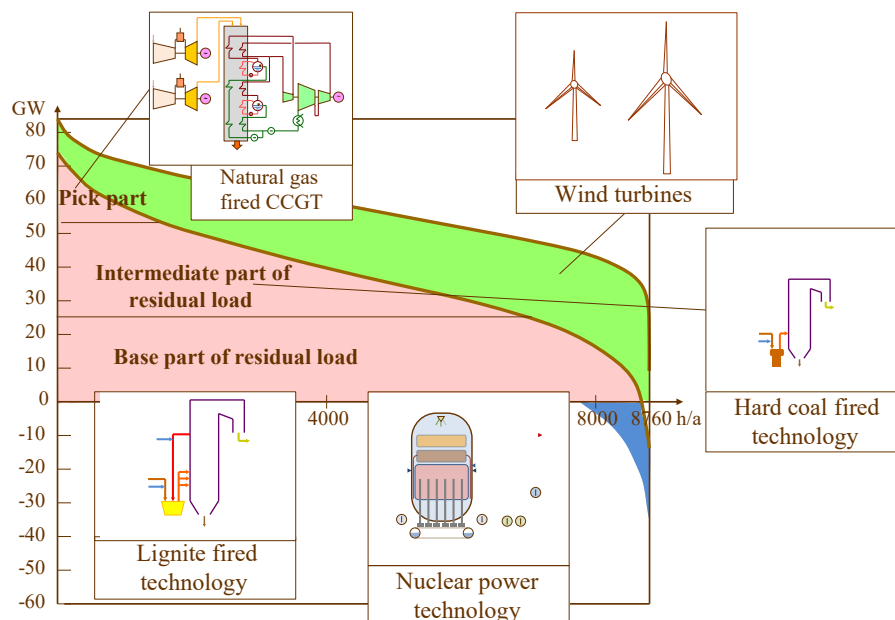 GW
80
70
60
50
40
30
20
10
0
-10
-20
-30
-40
-50
-60
4000
8000
8760 h/a
Natural gas
fired CCGT
Wind turbines
Pick part
Intermediate part of
residual load
Base part of residual load
Hard coal fired
technology
Lignite fired
technology
Nuclear power
technology